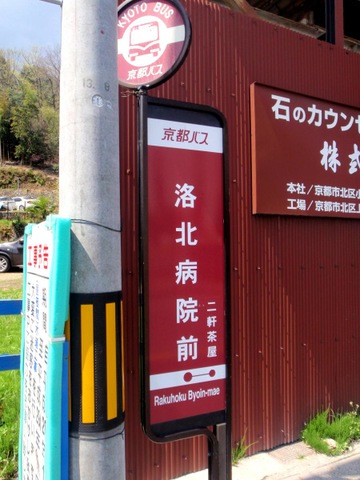 KYOTO BUS
京都バス
京都バス
洛北病院前
二軒茶屋
Rakuhoku Byoin-mae
石のカウンセ
株式
本社/京都市北区小
工場/京都市北区
13